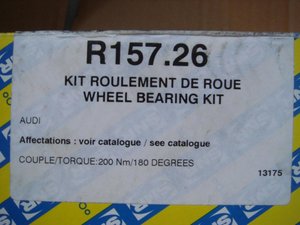 R157.26
KIT ROULEMENT DE ROUE
WHEEL BEARING KIT
AUDI
Affectations : voir catalogue / see catalogue
COUPLE/TORQUE:200 Nm/180 DEGREES
13175
SNR